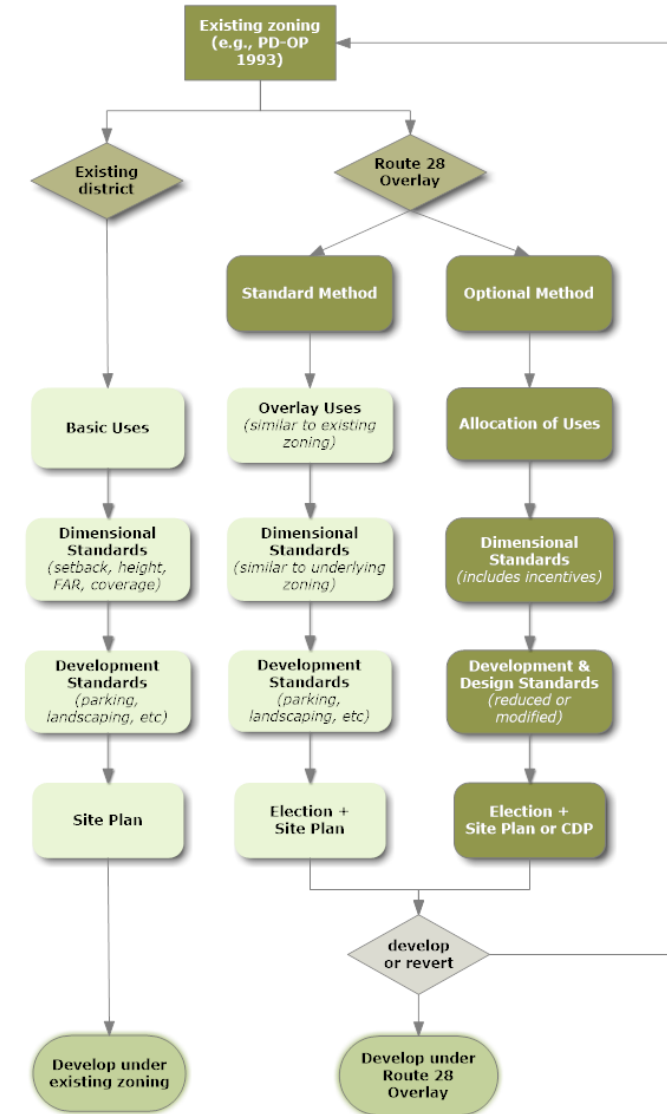 Existing zoning
(e.g., PD-OP
1993)
Existing
district
Route 28
Overlay
Standard Method
Optional Method
Basic Uses
Overlay Uses
(similar to existing
zoning)
Allocation of Uses
Dimensional
Standards
(setback, height,
FAR, coverage)
Dimensional
Standards
(similar to underlying
zoning)
Dimensional
Standards
(includes incentives)
Development
Standards
(parking,
landscaping, etc)
Development
Standards
(parking,
landscaping, etc)
Development &
Design Standards
(reduced or
modified)
Site Plan
Election +
Site Plan
Election +
Site Plan or CDP
develop
or revert
Develop under
existing zoning
Develop under
Route 28
Overlay